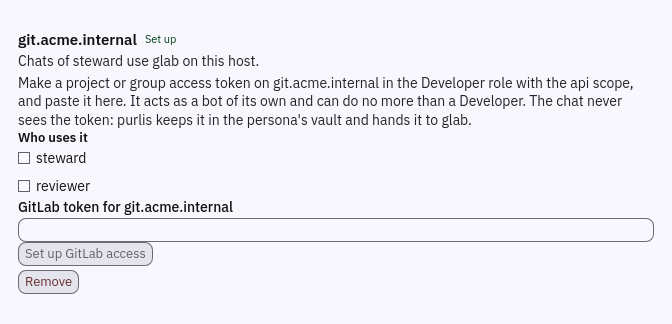 git.acme.internal Set up
Chats of steward use glab on this host.
Make a project or group access token on git.acme.internal in the Developer role with the api scope,
and paste it here. It acts as a bot of its own and can do no more than a Developer. The chat never
sees the token: purlis keeps it in the persona's vault and hands it to glab.
Who uses it
steward
reviewer
GitLab token for git.acme.internal
Set up GitLab access
Remove